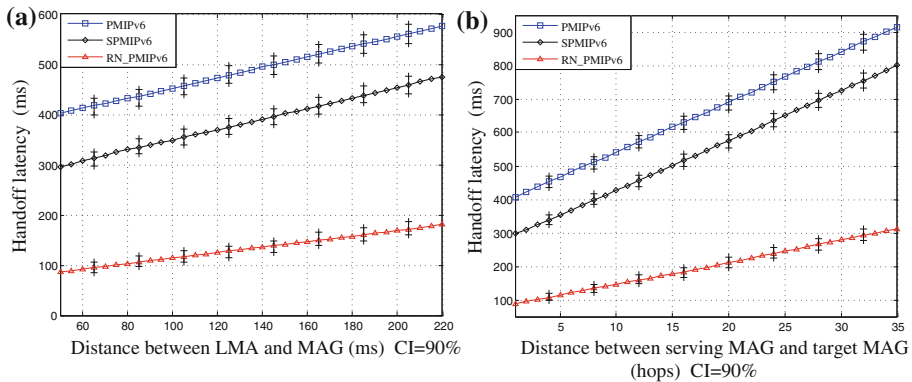 (a)
600
500
400
300
200
100
0
Handoff latency (ms)
PMIPv6
SPMIPv6
RN_PMIPv6
60 80 100 120 140 160 180 200 220
Distance between LMA and MAG (ms) CI=90%
(b)
900
800
700
600
500
400
300
200
100
Handoff latency (ms)
PMIPv6
SPMIPv6
RN_PMIPv6
5 10 15 20 25 30 35
Distance between serving MAG and target MAG
(hops) CI=90%